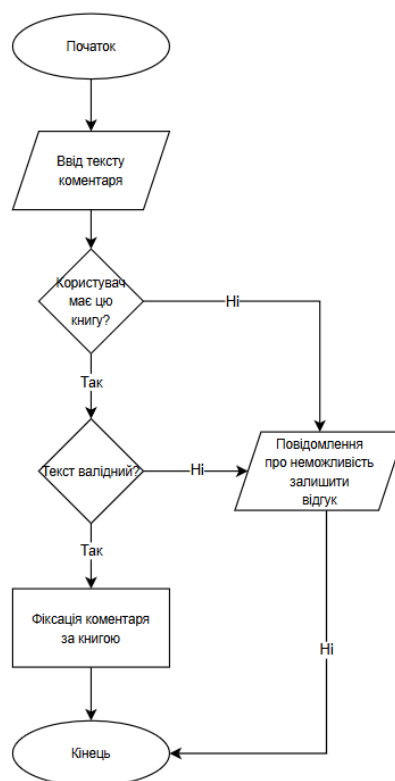 Початок
Ввід тексту
коментаря
Користувач
має цю
книгу?
Ні
Так
Текст валідний?
Ні
Повідомлення
про неможливість
залишити
відгук
Так
Фіксація коментаря
за книгою
Ні
Кінець